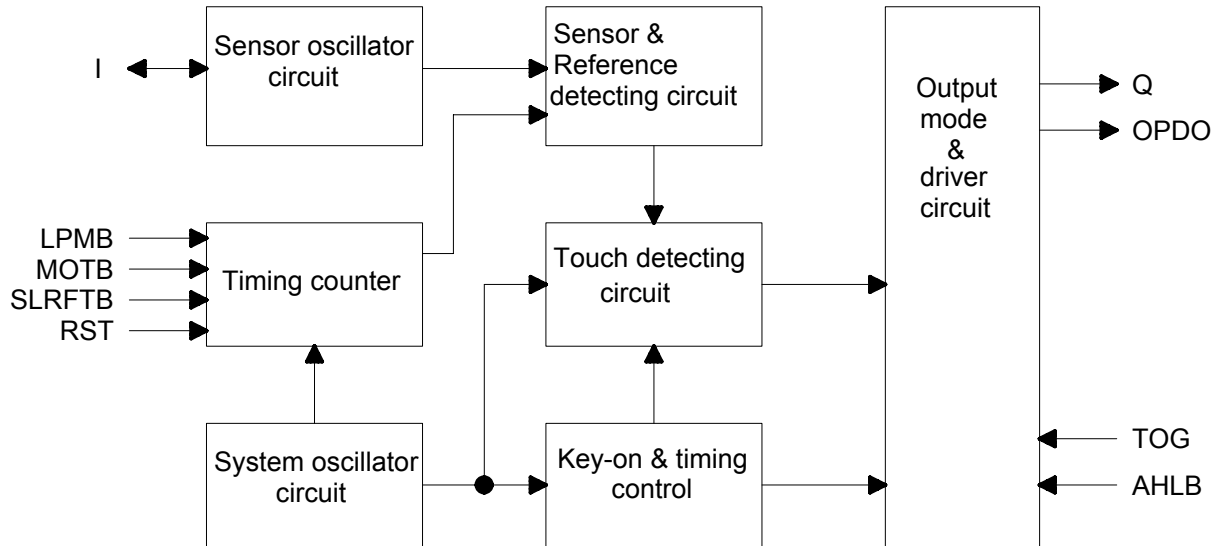 I
Sensor oscillator
circuit
Sensor &
Reference
detecting circuit
Output
mode
&
driver
circuit
Q
OPDO
LPMB
MOTB
SLRFTB
RST
Timing counter
Touch detecting
circuit
System oscillator
circuit
Key-on & timing
control
TOG
AHLB